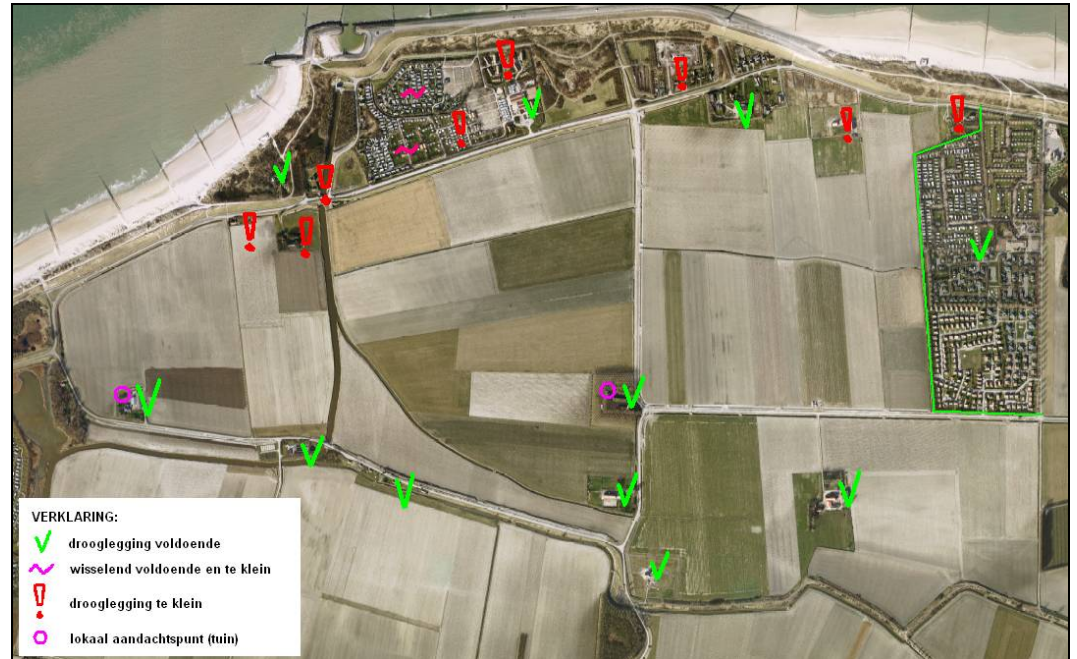 VERKLARING:
drooglegging voldoende
wisselend voldoende en te klein
drooglegging te klein
lokaal aandachtspunt (tuin)